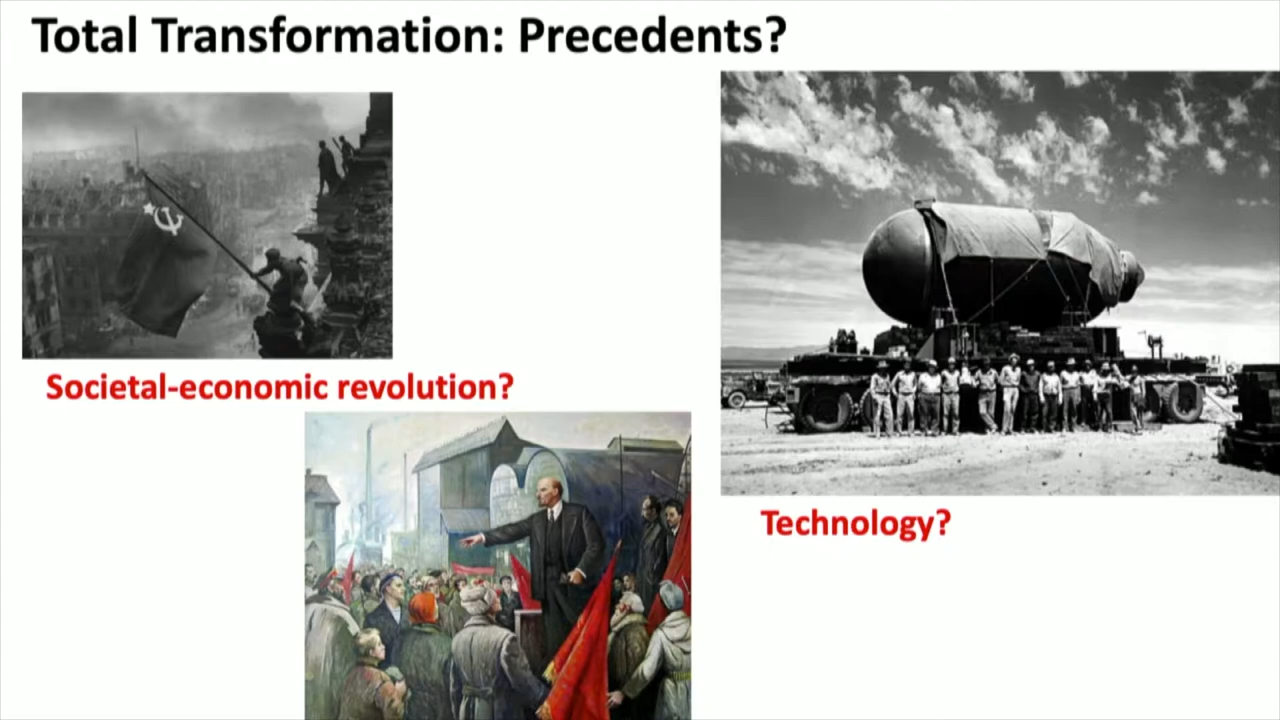 Total Transformation: Precedents?
Societal-economic revolution?
Technology?